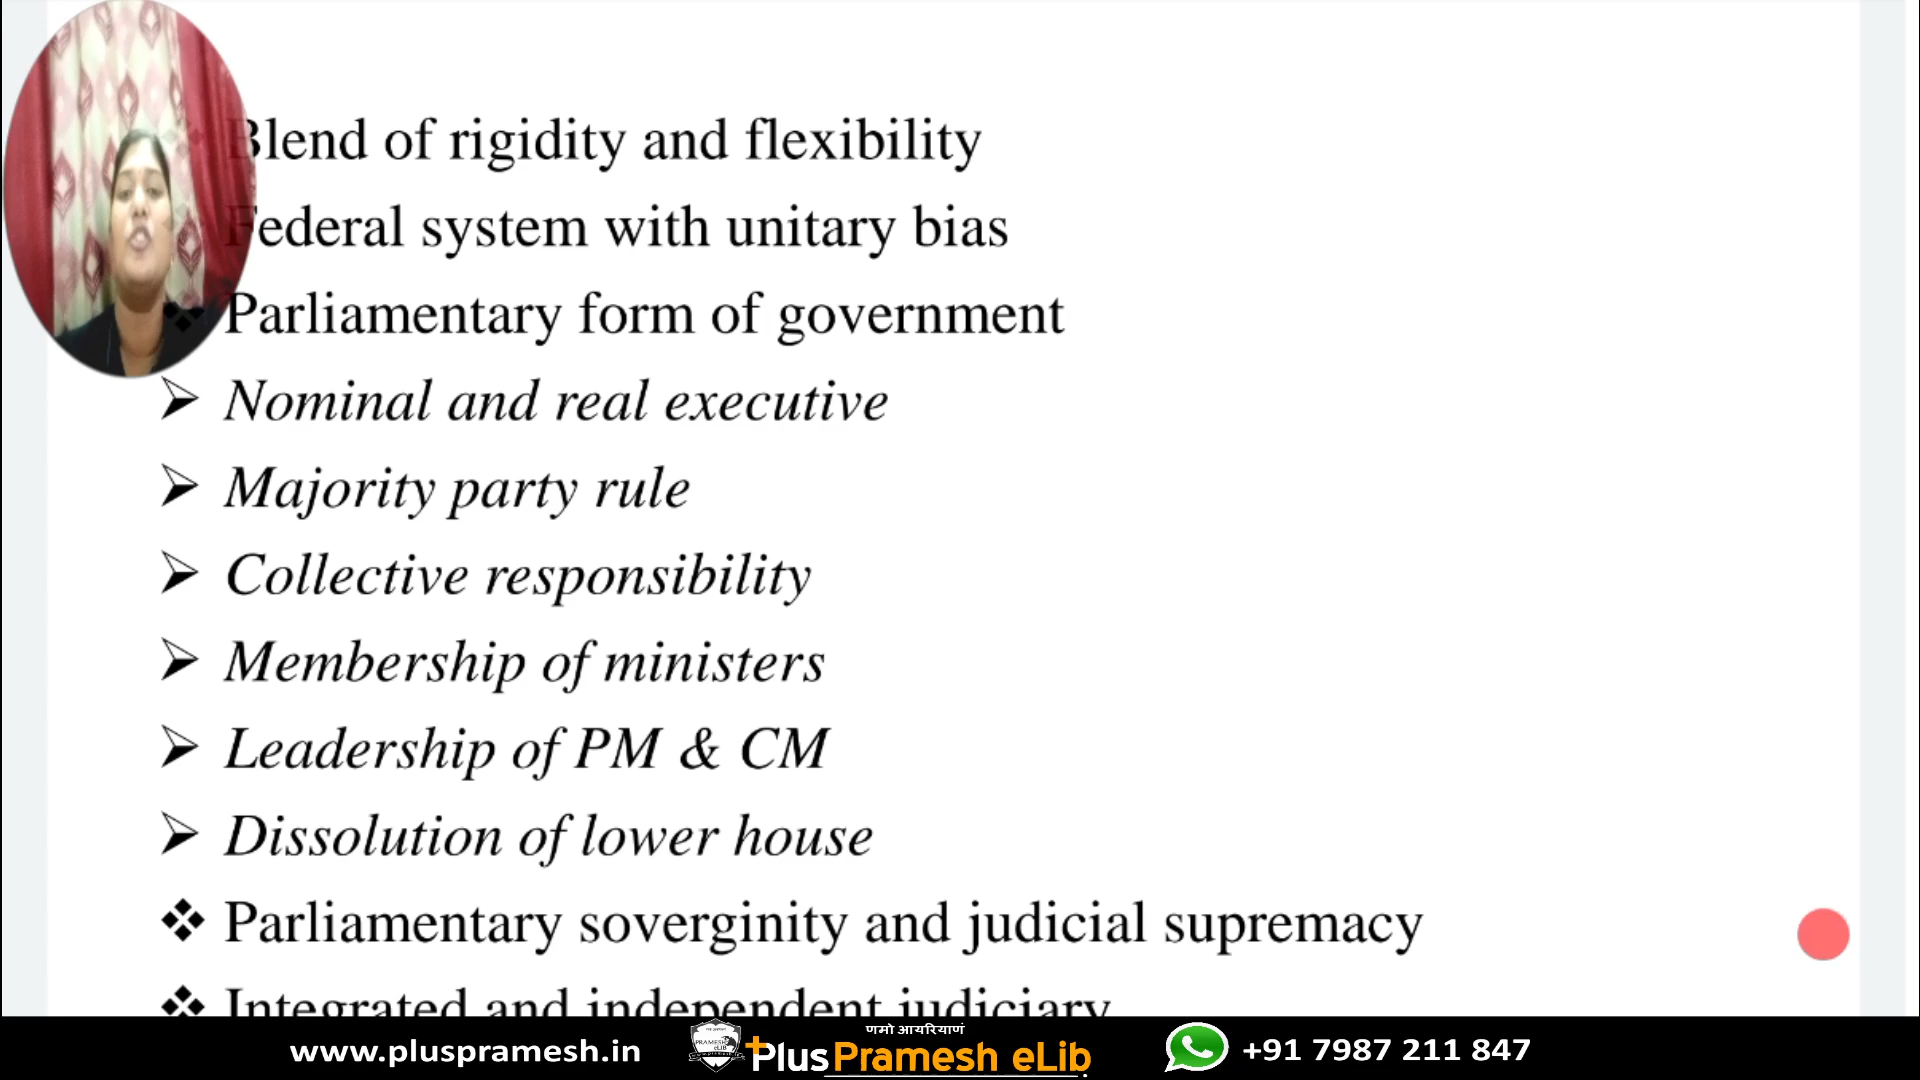 Blend of rigidity and flexibility
Federal system with unitary bias
Parliamentary form of government
Nominal and real executive
Majority party rule
Collective responsibility
Membership of ministers
Leadership of PM & CM
Dissolution of lower house
Parliamentary soverginity and judicial supremacy
Integrated and independent judiciary
www.pluspramesh.in
णमो आयरियाणं
+Plus Pramesh eLib
+91 7987 211 847